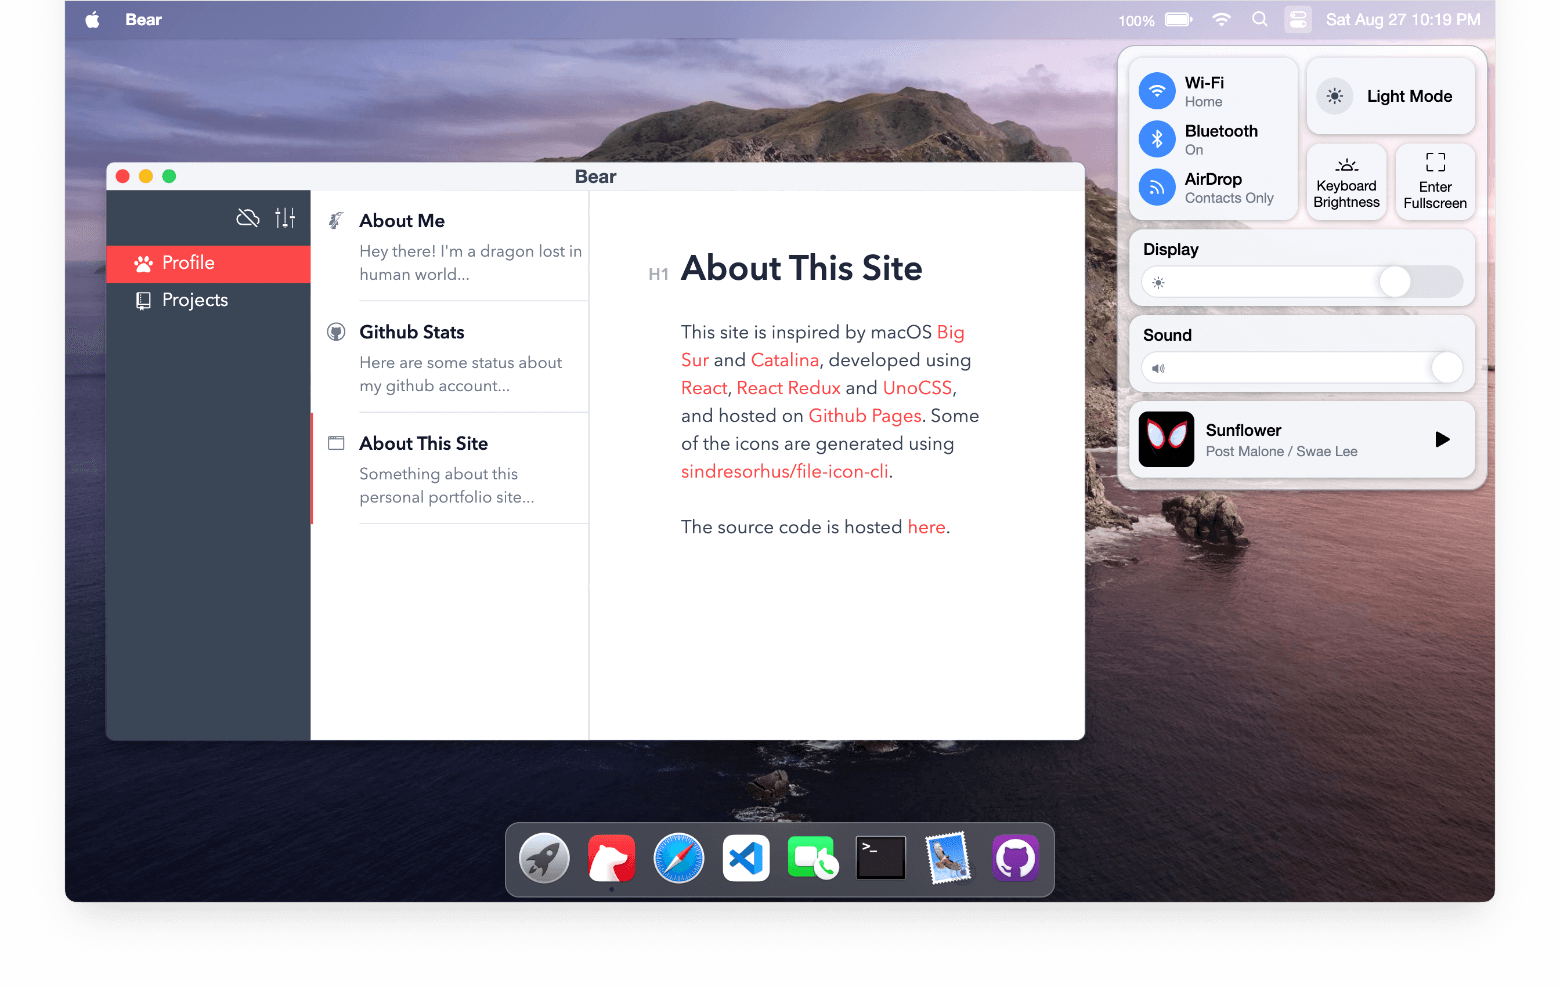 Bear
100%
Sat Aug 27 10:19 PM
Wi-Fi
Home
Bluetooth
On
AirDrop
Contacts Only
Light Mode
Keyboard
Brightness
Enter
Fullscreen
Display
Sound
Sunflower
Post Malone / Swae Lee
Bear
Profile
Projects
About Me
Hey there! I'm a dragon lost in
human world...
Github Stats
Here are some status about
my github account...
About This Site
Something about this
personal portfolio site...
H1 About This Site
This site is inspired by macOS Big
Sur and Catalina, developed using
React, React Redux and UnoCSS,
and hosted on Github Pages. Some
of the icons are generated using
sindresorhus/file-icon-cli.
The source code is hosted here.
>_